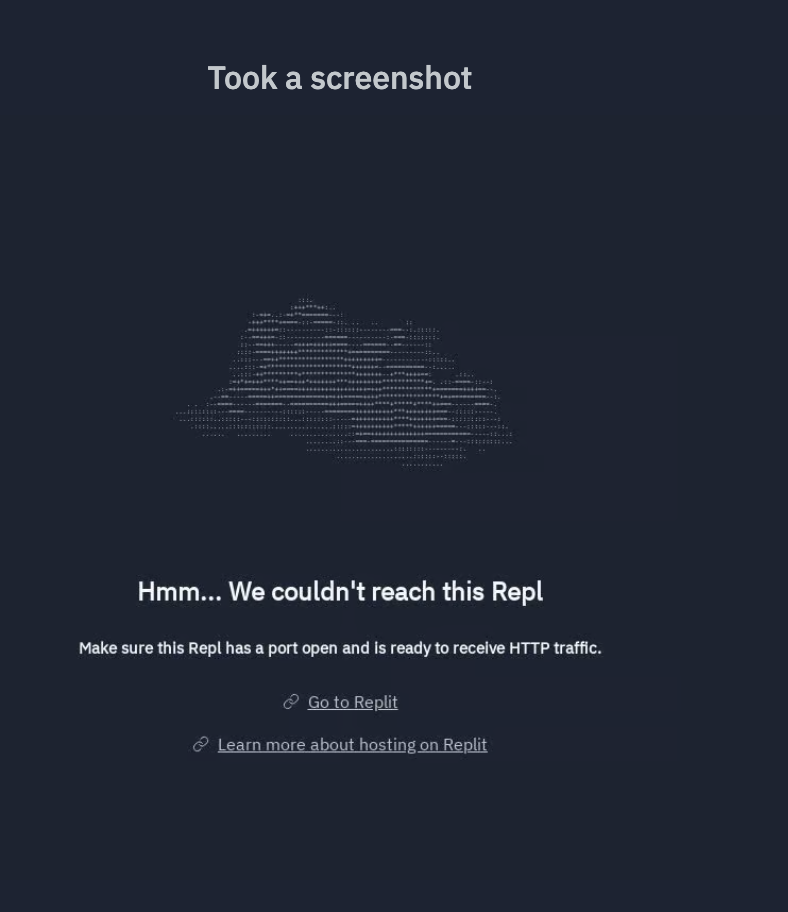 Took a screenshot
Hmm... We couldn't reach this Repl
Make sure this Repl has a port open and is ready to receive HTTP traffic.
Go to Replit
Learn more about hosting on Replit